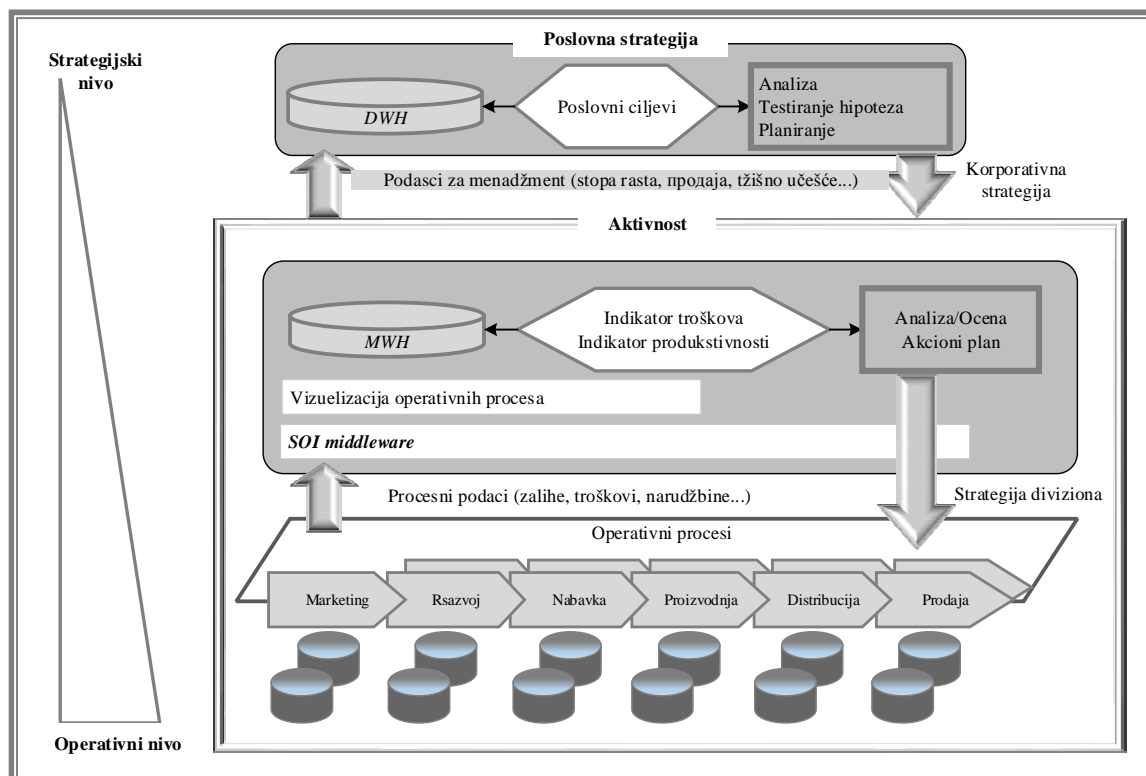 Poslovna strategija
Strategijski
nivo
DWH
Poslovni ciljevi
Analiza
Testiranje hipoteza
Planiranje
Podasci za menadžment (stopa rasta, продаја, tžišno učešće...)
Korporativna
strategija
Aktivnost
MWH
Indikator troškova
Indikator produkstivnosti
Analiza/Ocena
Akcioni plan
Vizuelizacija operativnih procesa
SOI middleware
Procesni podaci (zalihe, troškovi, narudžbine...)
Strategija diviziona
Operativni procesi
Marketing
Rsazvoj
Nabavka
Proizvodnja
Distribucija
Prodaja
Operativni nivo